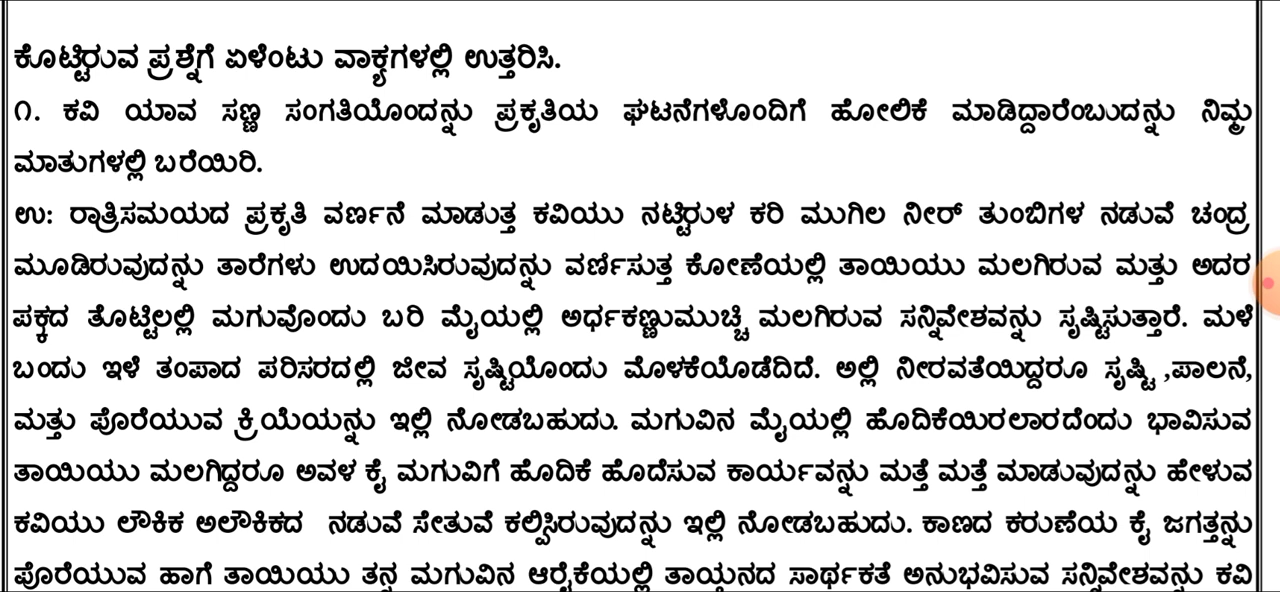 ಕೊಟ್ಟಿರುವ ಪ್ರಶ್ನೆಗೆ ಏಳೆಂಟು ವಾಕ್ಯಗಳಲ್ಲಿ ಉತ್ತರಿಸಿ.
೧. ಕವಿ ಯಾವ ಸಣ್ಣ ಸಂಗತಿಯೊಂದನ್ನು ಪ್ರಕೃತಿಯ ಘಟನೆಗಳೊಂದಿಗೆ ಹೋಲಿಕೆ ಮಾಡಿದ್ದಾರೆಂಬುದನ್ನು ನಿಮ್ಮ
ಮಾತುಗಳಲ್ಲಿ ಬರೆಯಿರಿ.
ಉ: ರಾತ್ರಿಸಮಯದ ಪ್ರಕೃತಿ ವರ್ಣನೆ ಮಾಡುತ್ತ ಕವಿಯು ನಟ್ಟಿರುಳ ಕರಿ ಮುಗಿಲ ನೀರ್ ತುಂಬಿಗಳ ನಡುವೆ ಚಂದ್ರ
ಮೂಡಿರುವುದನ್ನು ತಾರೆಗಳು ಉದಯಿಸಿರುವುದನ್ನು ವರ್ಣಿಸುತ್ತ ಕೋಣೆಯಲ್ಲಿ ತಾಯಿಯು ಮಲಗಿರುವ ಮತ್ತು ಅದರ
ಪಕ್ಕದ ತೊಟ್ಟಿಲಲ್ಲಿ ಮಗುವೊಂದು ಬರಿ ಮೈಯಲ್ಲಿ ಅರ್ಧಕಣ್ಣುಮುಚ್ಚಿ ಮಲಗಿರುವ ಸನ್ನಿವೇಶವನ್ನು ಸೃಷ್ಟಿಸುತ್ತಾರೆ. ಮಳೆ
ಬಂದು ಇಳೆ ತಂಪಾದ ಪರಿಸರದಲ್ಲಿ ಜೀವ ಸೃಷ್ಟಿಯೊಂದು ಮೊಳಕೆಯೊಡೆದಿದೆ. ಅಲ್ಲಿ ನೀರವತೆಯಿದ್ದರೂ ಸೃಷ್ಟಿ ,ಪಾಲನೆ,
ಮತ್ತು ಪೊರೆಯುವ ಕ್ರಿಯೆಯನ್ನು ಇಲ್ಲಿ ನೋಡಬಹುದು. ಮಗುವಿನ ಮೈಯಲ್ಲಿ ಹೊದಿಕೆಯಿರಲಾರದೆಂದು ಭಾವಿಸುವ
ತಾಯಿಯು ಮಲಗಿದ್ದರೂ ಅವಳ ಕೈ ಮಗುವಿಗೆ ಹೊದಿಕೆ ಹೊದೆಸುವ ಕಾರ್ಯವನ್ನು ಮತ್ತೆ ಮತ್ತೆ ಮಾಡುವುದನ್ನು ಹೇಳುವ
ಕವಿಯು ಲೌಕಿಕ ಅಲೌಕಿಕದ ನಡುವೆ ಸೇತುವೆ ಕಲ್ಪಿಸಿರುವುದನ್ನು ಇಲ್ಲಿ ನೋಡಬಹುದು. ಕಾಣದ ಕರುಣೆಯ ಕೈ ಜಗತ್ತನ್ನು
ಪೊರೆಯುವ ಹಾಗೆ ತಾಯಿಯು ತನ್ನ ಮಗುವಿನ ಆರೈಕೆಯಲ್ಲಿ ತಾಯ್ತನದ ಸಾರ್ಥಕತೆ ಅನುಭವಿಸುವ ಸನ್ನಿವೇಶವನ್ನು ಕವಿ